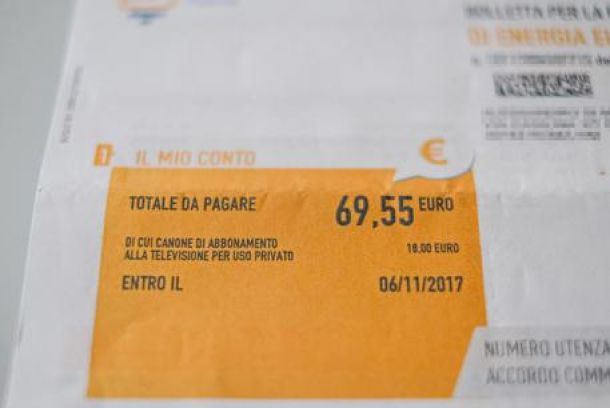 BOLLETTA PER LA
DI ENERGIA
1 IL MIO CONTO €
TOTALE DA PAGARE 69,55 EURO
DI CUI CANONE DI ABBONAMENTO
ALLA TELEVISIONE PER USO PRIVATO 18,00 EURO
ENTRO IL 06/11/2017
NUMERO UTENZA
ACCORDO COMM